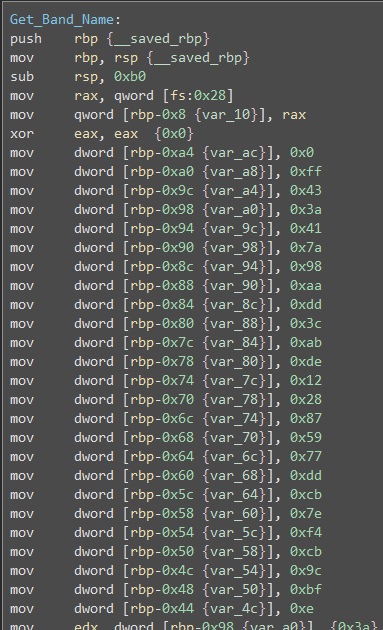 Get_Band_Name:
push rbp {__saved_rbp}
mov rbp, rsp {__saved_rbp}
sub rsp, 0xb0
mov rax, qword [fs:0x28]
mov qword [rbp-0x8 {var_10}], rax
xor eax, eax {0x0}
mov dword [rbp-0xa4 {var_ac}], 0x0
mov dword [rbp-0xa0 {var_a8}], 0xff
mov dword [rbp-0x9c {var_a4}], 0x43
mov dword [rbp-0x98 {var_a0}], 0x3a
mov dword [rbp-0x94 {var_9c}], 0x41
mov dword [rbp-0x90 {var_98}], 0x7a
mov dword [rbp-0x8c {var_94}], 0x98
mov dword [rbp-0x88 {var_90}], 0xaa
mov dword [rbp-0x84 {var_8c}], 0xdd
mov dword [rbp-0x80 {var_88}], 0x3c
mov dword [rbp-0x7c {var_84}], 0xab
mov dword [rbp-0x78 {var_80}], 0xde
mov dword [rbp-0x74 {var_7c}], 0x12
mov dword [rbp-0x70 {var_78}], 0x28
mov dword [rbp-0x6c {var_74}], 0x87
mov dword [rbp-0x68 {var_70}], 0x59
mov dword [rbp-0x64 {var_6c}], 0x77
mov dword [rbp-0x60 {var_68}], 0xdd
mov dword [rbp-0x5c {var_64}], 0xcb
mov dword [rbp-0x58 {var_60}], 0x7e
mov dword [rbp-0x54 {var_5c}], 0xf4
mov dword [rbp-0x50 {var_58}], 0xcb
mov dword [rbp-0x4c {var_54}], 0x9c
mov dword [rbp-0x48 {var_50}], 0xbf
mov dword [rbp-0x44 {var_4c}], 0xe
mov edx, dword [rbp-0x98 {var_a0}] {0x3a}